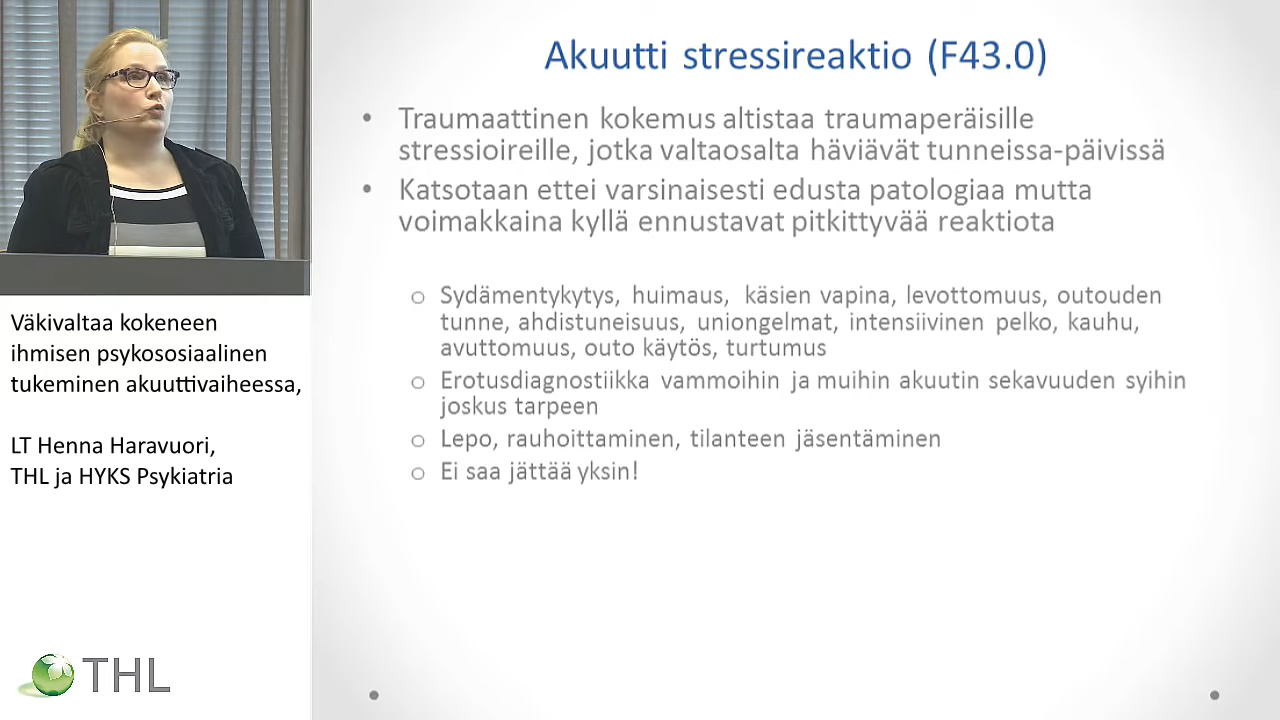 Akuutti stressireaktio (F43.0)
• Traumaattinen kokemus altistaa traumaperäisille
stressioireille, jotka valtaosalta häviävät tunneissa-päivissä
• Katsotaan ettei varsinaisesti edusta patologiaa mutta
voimakkaina kyllä ennustavat pitkittyvää reaktiota
o Sydämentykytys, huimaus, käsien vapina, levottomuus, outouden
tunne, ahdistuneisuus, uniongelmat, intensiivinen pelko, kauhu,
avuttomuus, outo käytös, turtumus
o Erotusdiagnostiikka vammoihin ja muihin akuutin sekavuuden syihin
joskus tarpeen
o Lepo, rauhoittaminen, tilanteen jäsentäminen
o Ei saa jättää yksin!
Väkivaltaa kokeneen
ihmisen psykososiaalinen
tukeminen akuuttivaiheessa,
LT Henna Haravuori,
THL ja HYKS Psykiatria
THL